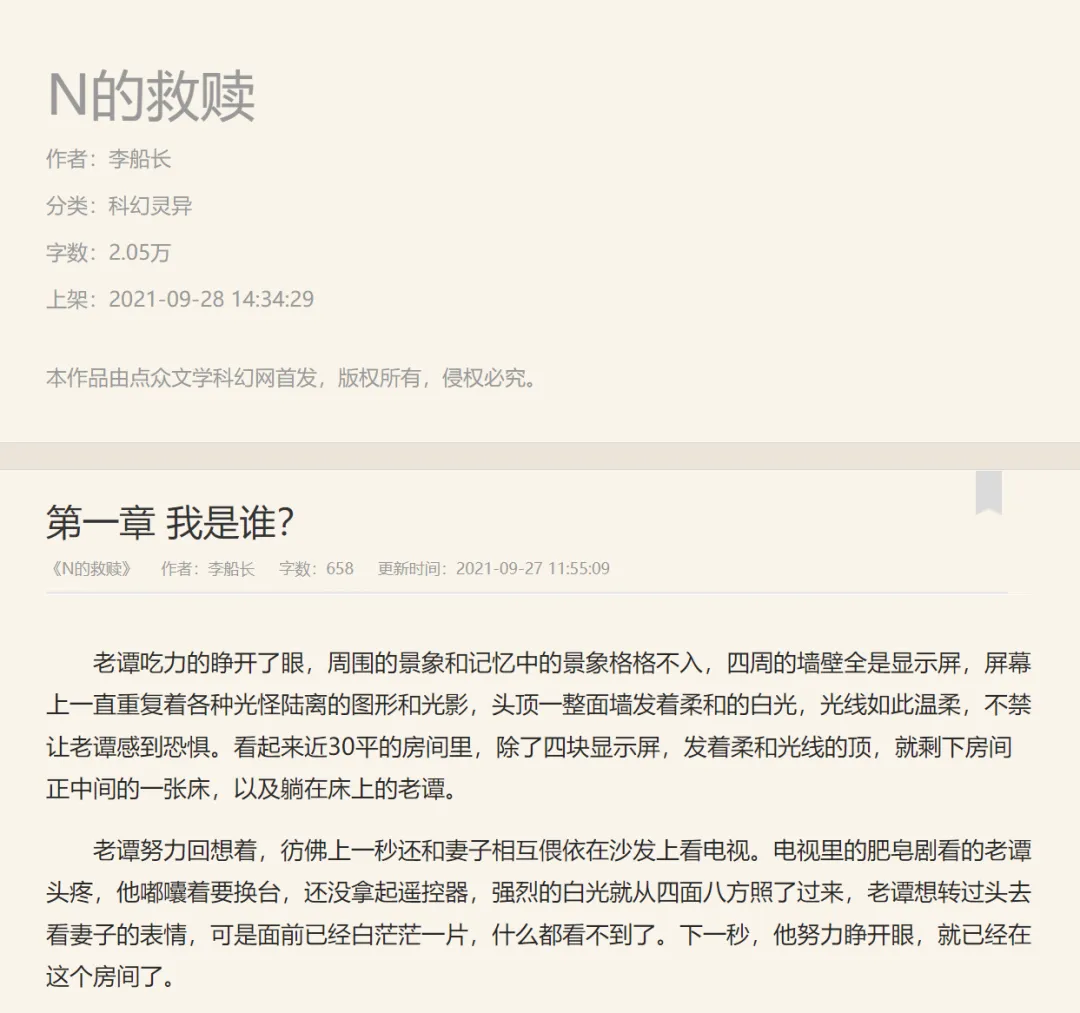 N的救赎
作者：李船长
分类：科幻灵异
字数：2.05万
上架：2021-09-28 14:34:29
本作品由点众文学科幻网首发，版权所有，侵权必究。
第一章 我是谁？
《N的救赎》 作者：李船长 字数：658 更新时间：2021-09-27 11:55:09
老谭吃力的睁开了眼，周围的景象和记忆中的景象格格不入，四周的墙壁全是显示屏，屏幕
上一直重复着各种光怪陆离的图形和光影，头顶一整面墙发着柔和的白光，光线如此温柔，不禁
让老谭感到恐惧。看起来近30平的房间里，除了四块显示屏，发着柔和光线的顶，就剩下房间
正中间的一张床，以及躺在床上的老谭。
老谭努力回想着，彷佛上一秒还和妻子相互偎依在沙发上看电视。电视里的肥皂剧看的老谭
头疼，他嘟囔着要换台，还没拿起遥控器，强烈的白光就从四面八方照了过来，老谭想转过头去
看妻子的表情，可是面前已经白茫茫一片，什么都看不到了。下一秒，他努力睁开眼，就已经在
这个房间了。